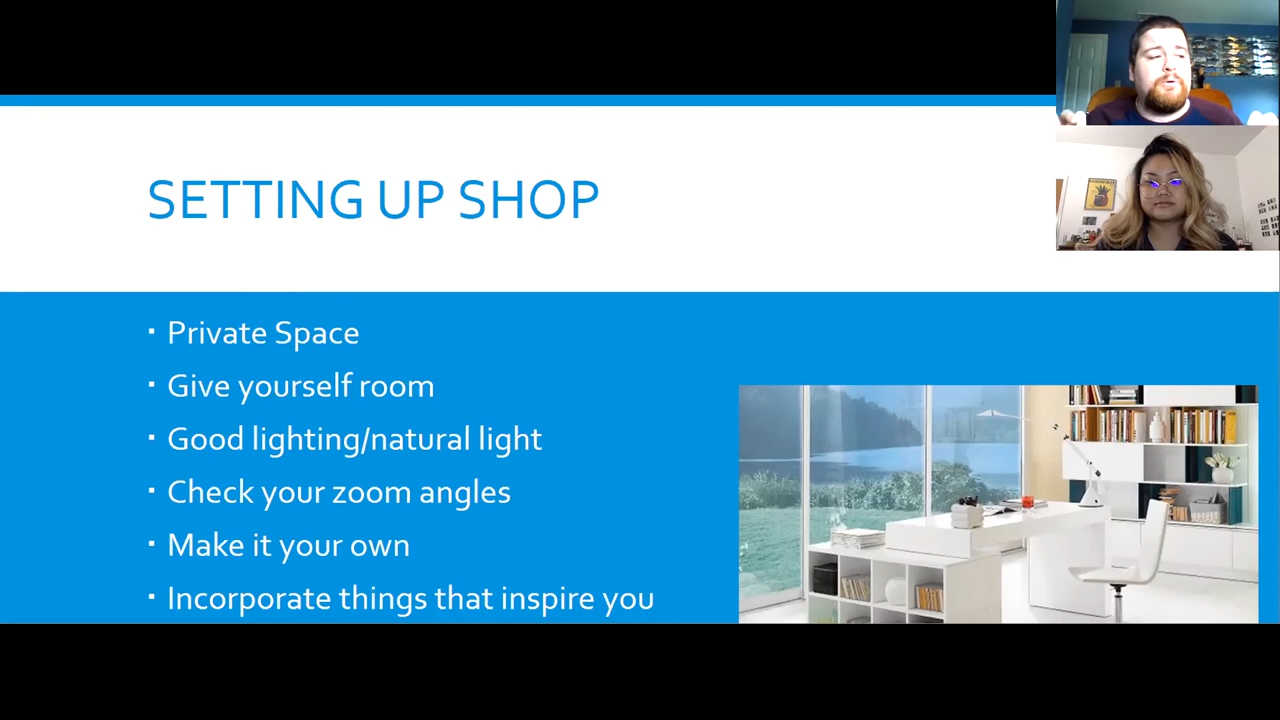 SETTING UP SHOP
▪ Private Space
▪ Give yourself room
▪ Good lighting/natural light
▪ Check your zoom angles
▪ Make it your own
▪ Incorporate things that inspire you